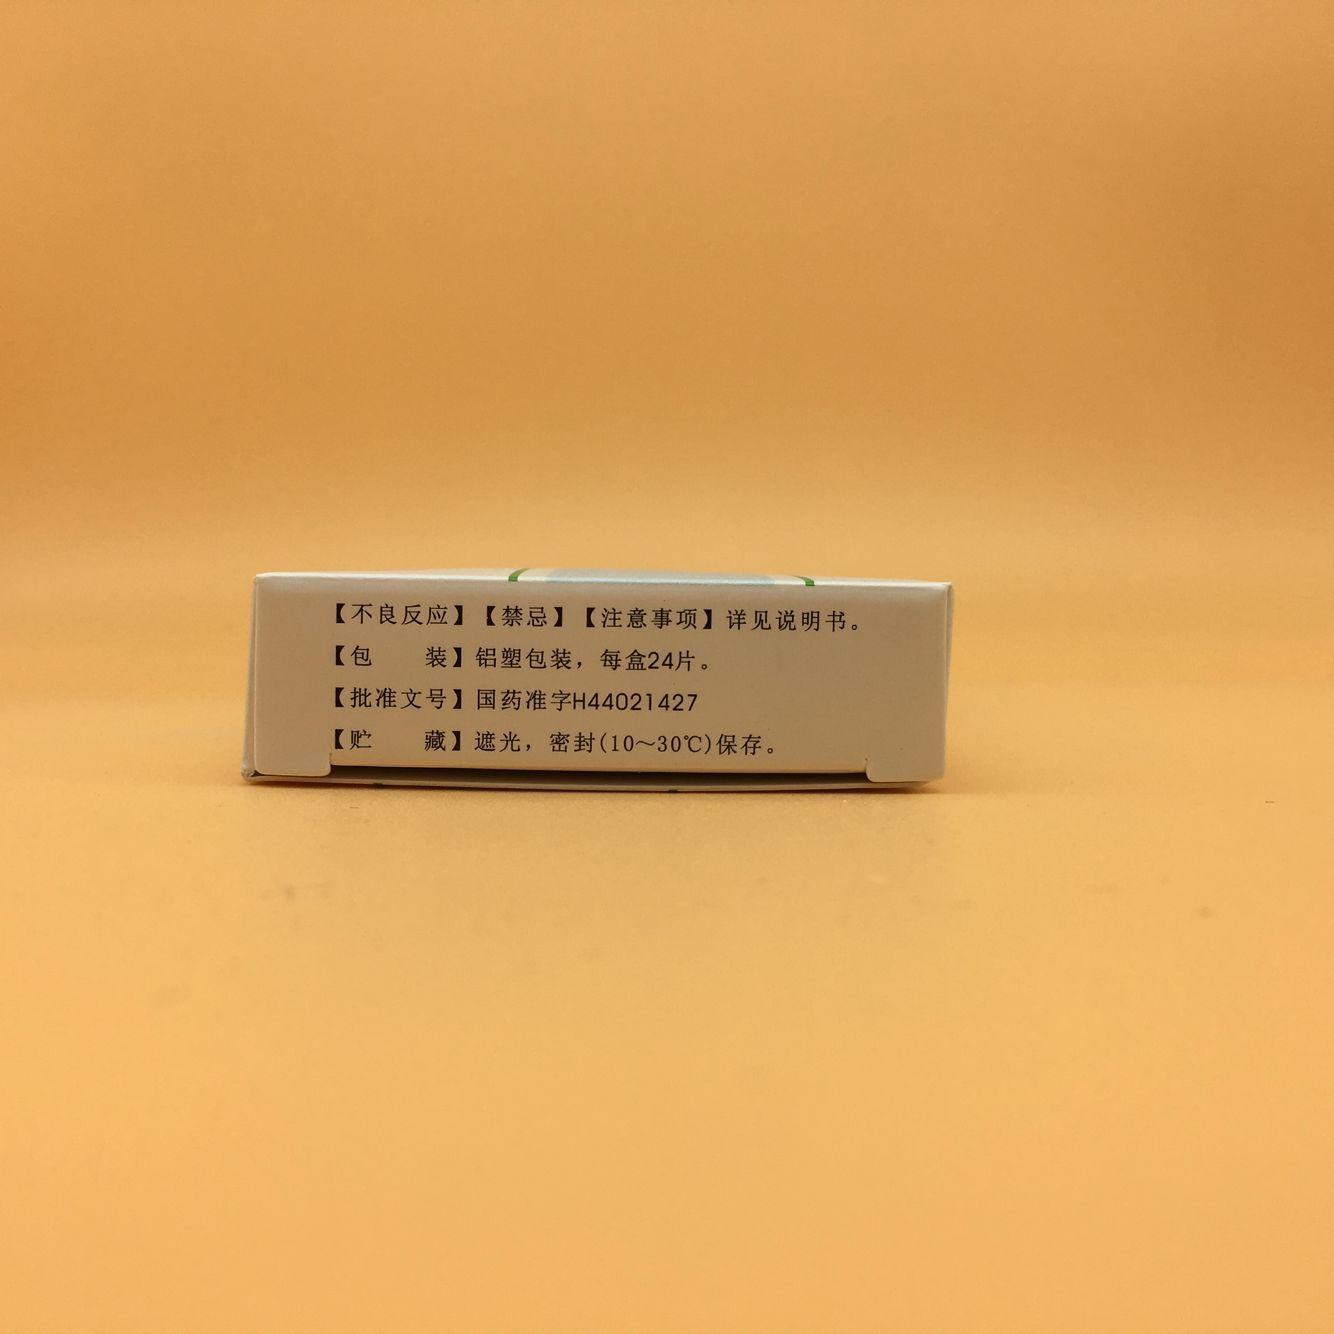 【不良反应】【禁忌】【注意事项】详见说明书。
【包　　装】铝塑包装，每盒24片。
【批准文号】国药准字H44021427
【贮　　藏】遮光，密封(10～30℃)保存。